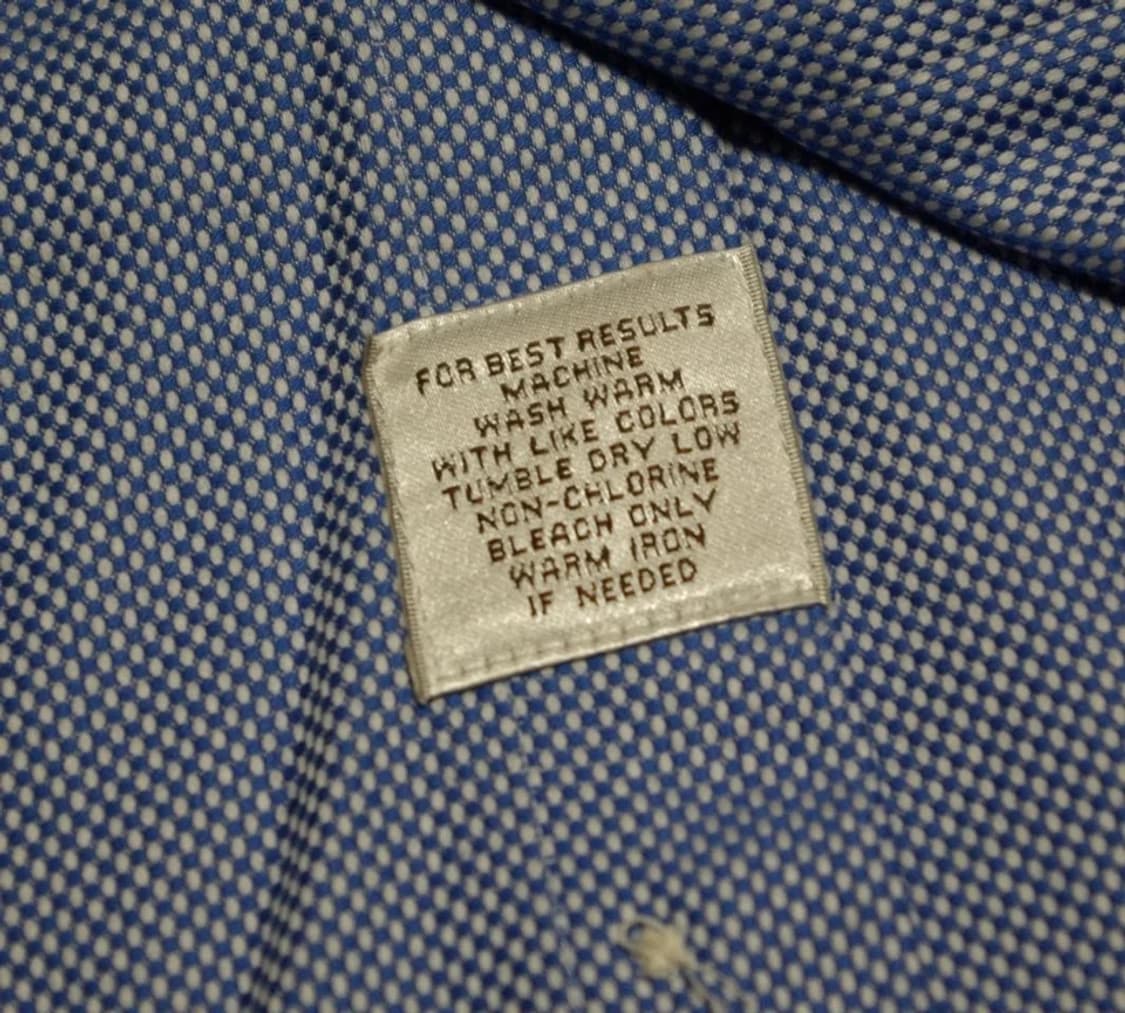 FOR BEST RESULTS
MACHINE
WASH WARM
WITH LIKE COLORS
TUMBLE DRY LOW
NON-CHLORINE
BLEACH ONLY
WARM IRON
IF NEEDED